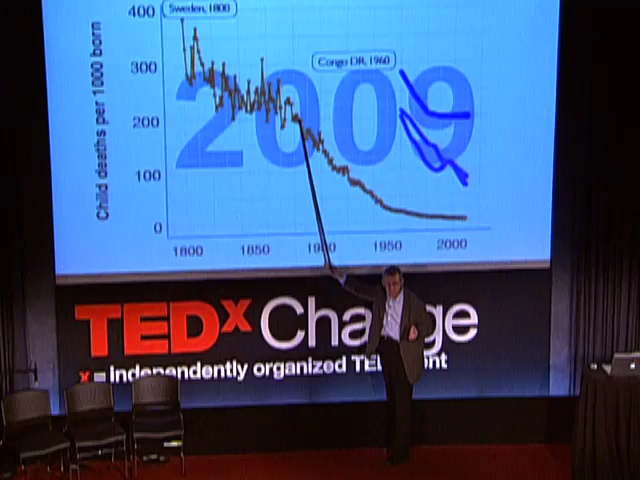 400
Sweden, 1800
Child deaths per 1000 born
300
Congo DR, 1960
2009
200
100
0
1800 1850 1900 1950 2000
TEDx Change
x = independently organized TED event